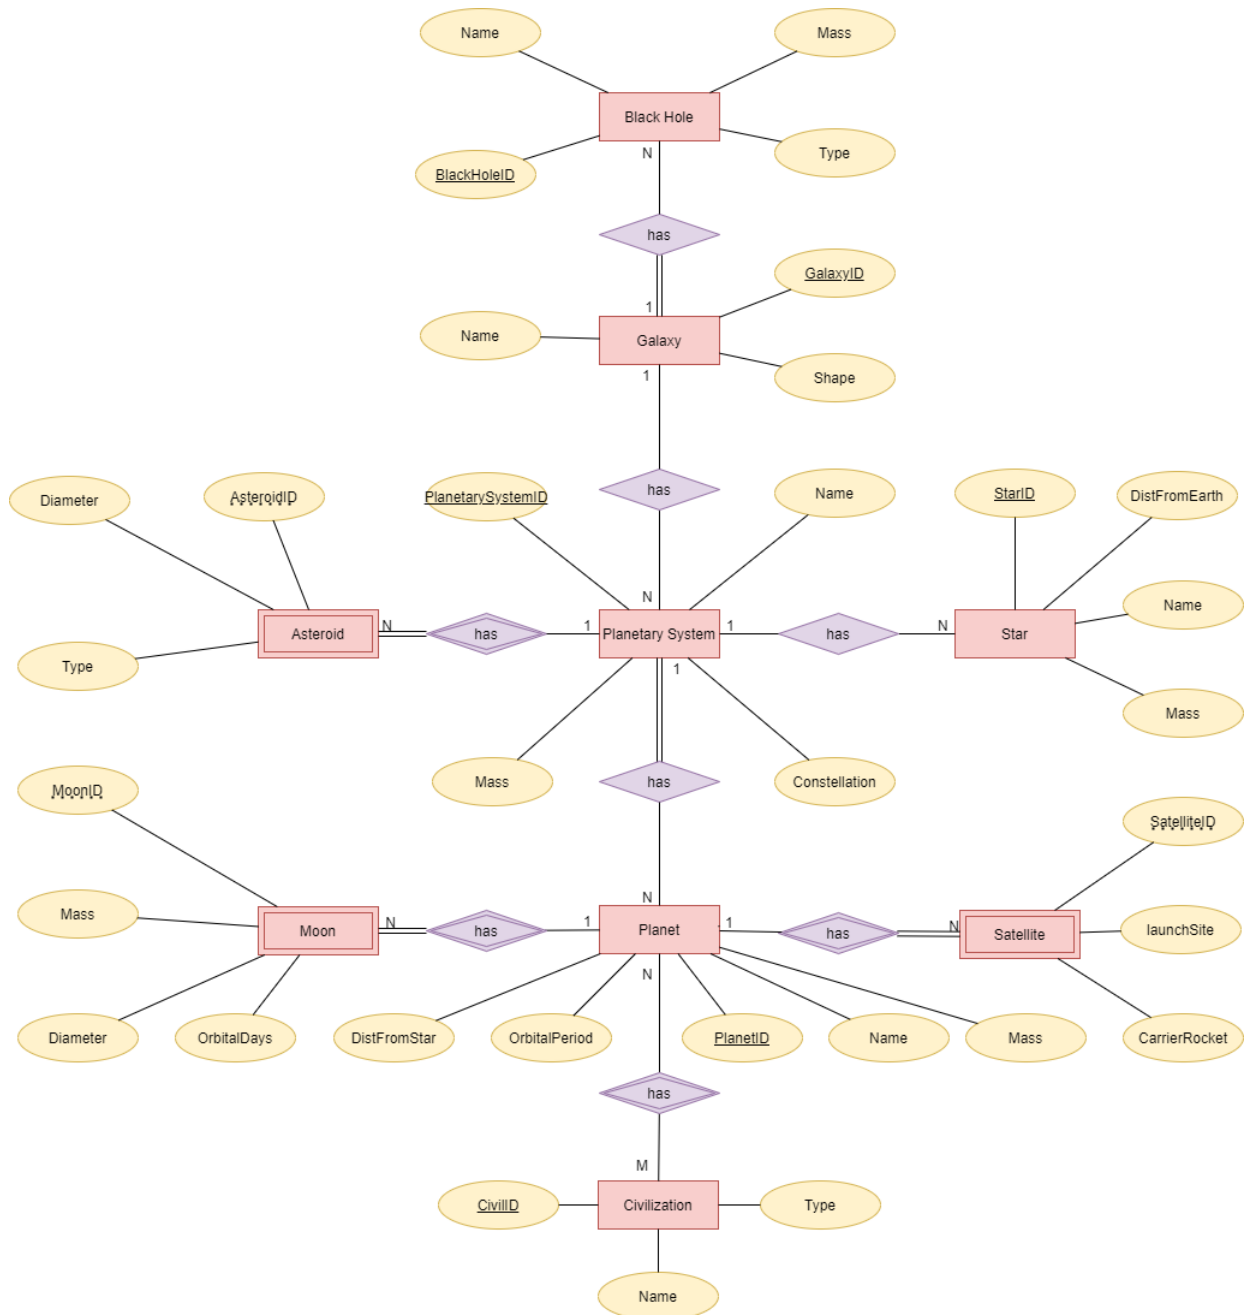 Name
Mass
Black Hole
BlackHoleID
N
Type
has
GalaxyID
1
Name
Galaxy
1
Shape
Diameter
AsteroidID
PlanetarySystemID
has
Name
StarID
DistFromEarth
N
Asteroid
N
has
1
Planetary System
1
has
N
Star
Name
Type
1
Mass
Mass
has
Constellation
MoonID
SatelliteID
Mass
N
Moon
N
has
1
Planet
1
has
N
Satellite
launchSite
N
Diameter
OrbitalDays
DistFromStar
OrbitalPeriod
PlanetID
Name
Mass
CarrierRocket
has
M
CivilID
Civilization
Type
Name